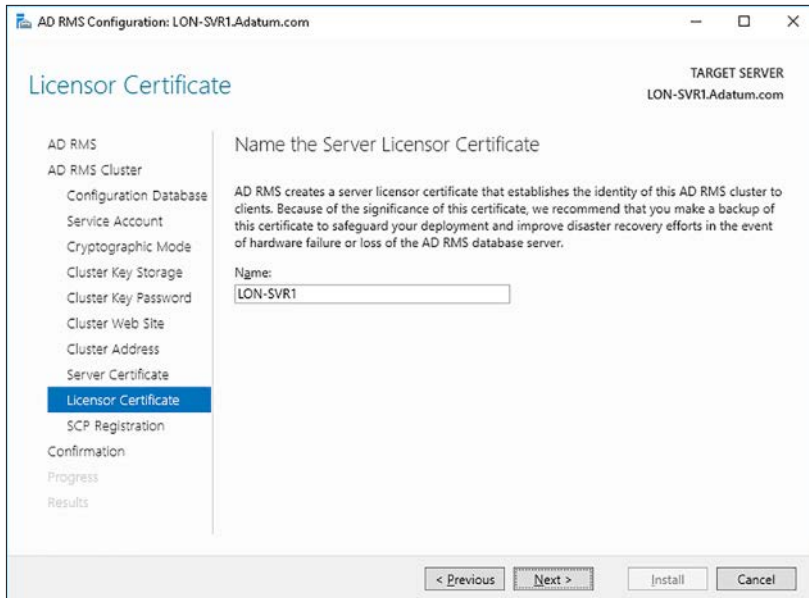 AD RMS Configuration: LON-SVR1.Adatum.com
Licensor Certificate
TARGET SERVER
LON-SVR1.Adatum.com
AD RMS
AD RMS Cluster
Configuration Database
Service Account
Cryptographic Mode
Cluster Key Storage
Cluster Key Password
Cluster Web Site
Cluster Address
Server Certificate
Licensor Certificate
SCP Registration
Confirmation
Progress
Results
Name the Server Licensor Certificate
AD RMS creates a server licensor certificate that establishes the identity of this AD RMS cluster to
clients. Because of the significance of this certificate, we recommend that you make a backup of
this certificate to safeguard your deployment and improve disaster recovery efforts in the event
of hardware failure or loss of the AD RMS database server.
Name:
LON-SVR1
< Previous
Next >
Install
Cancel